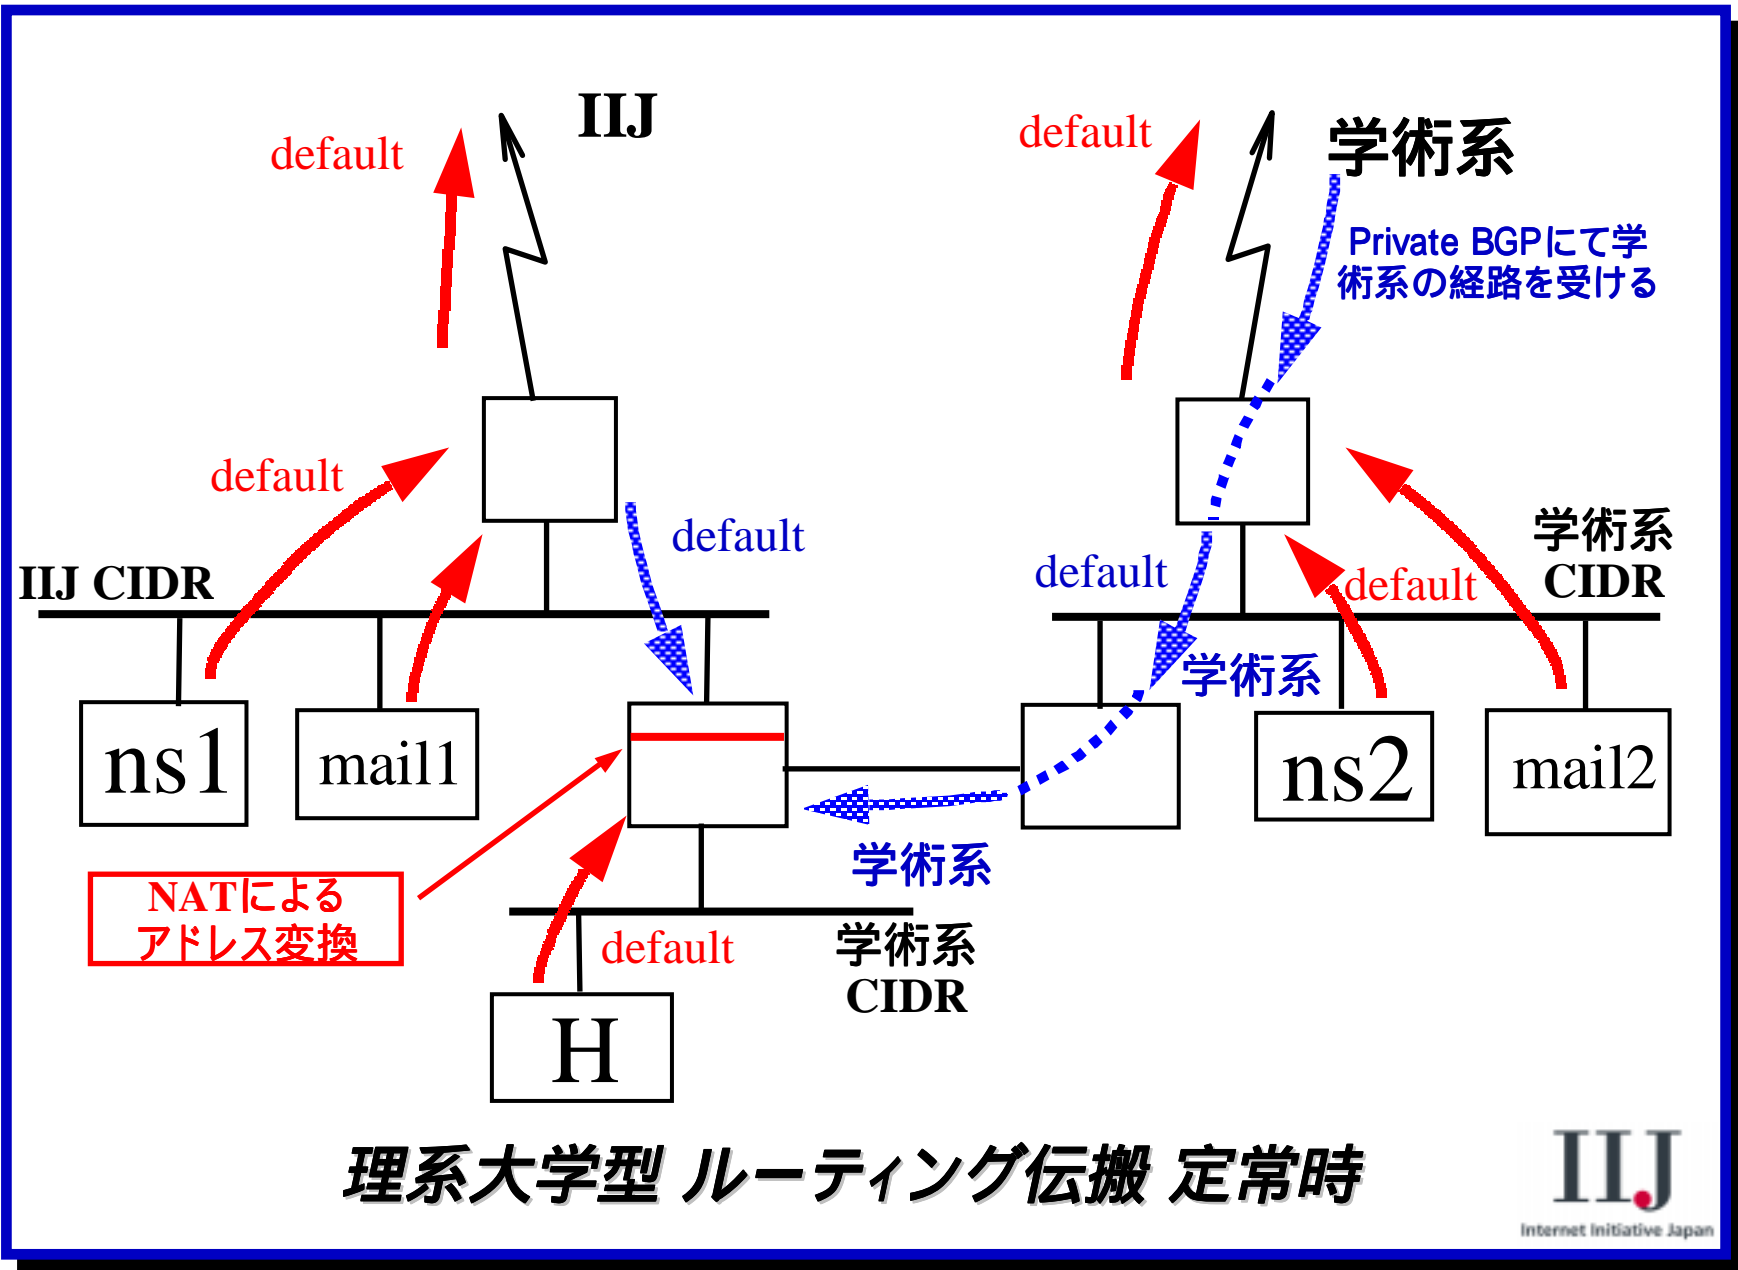 IIJ
default
default
学術系
Private BGPにて学
術系の経路を受ける
default
default
default
default
学術系
CIDR
IIJ CIDR
学術系
ns1
mail1
ns2
mail2
学術系
NATによる
アドレス変換
default
学術系
CIDR
H
理系大学型 ルーティング伝搬 定常時
IIJ
Internet Initiative Japan